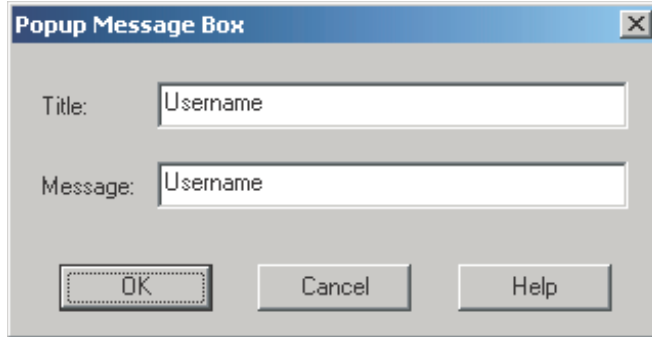 Popup Message Box
Title: Username
Message: Username
OK Cancel Help